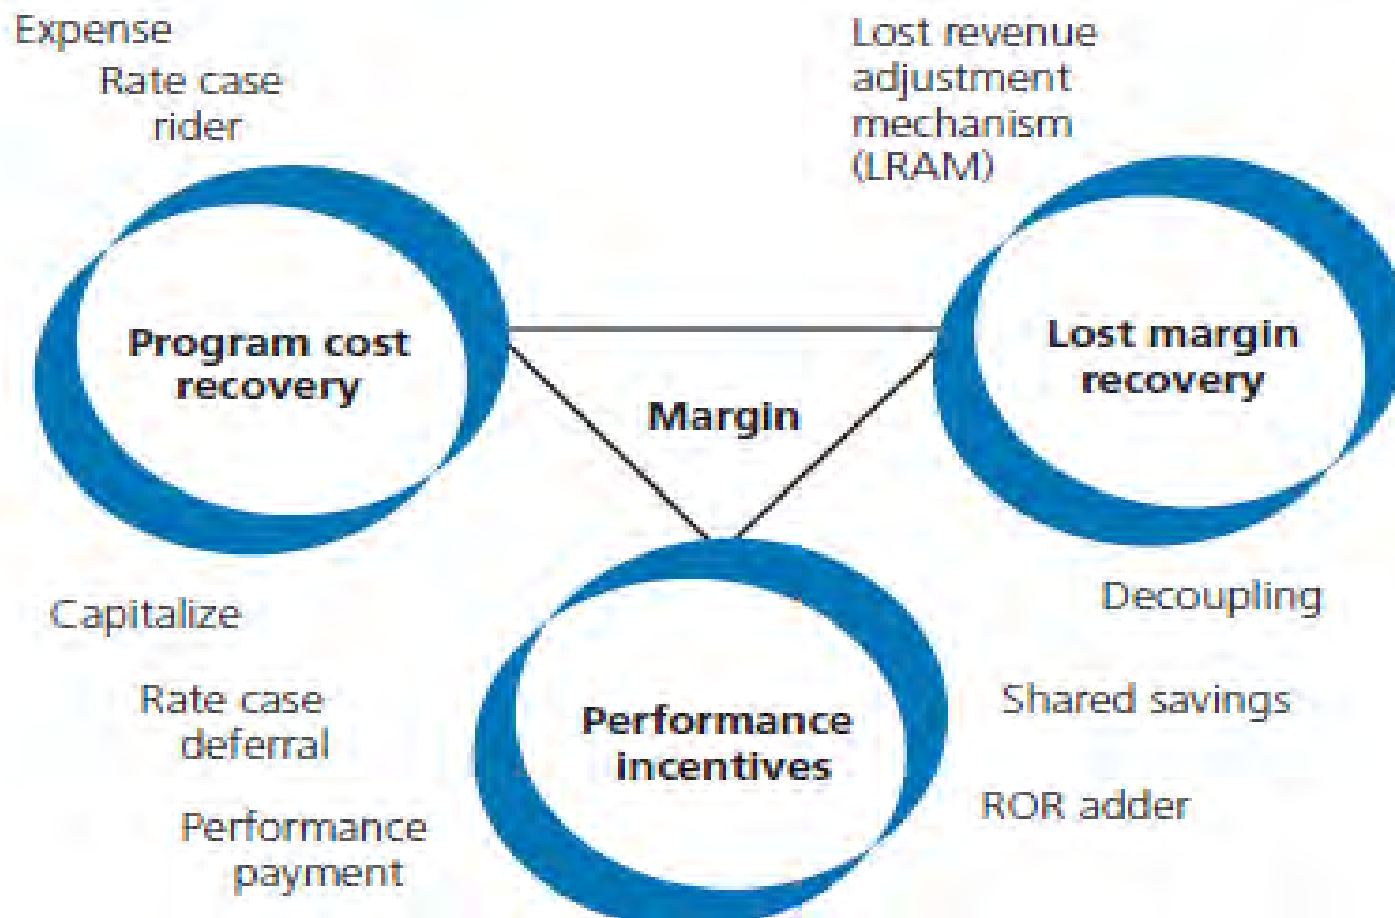 Expense
Rate case
rider
Lost revenue
adjustment
mechanism
(LRAM)
Program cost
recovery
Margin
Lost margin
recovery
Capitalize
Rate case
deferral
Performance
payment
Performance
incentives
Decoupling
Shared savings
ROR adder